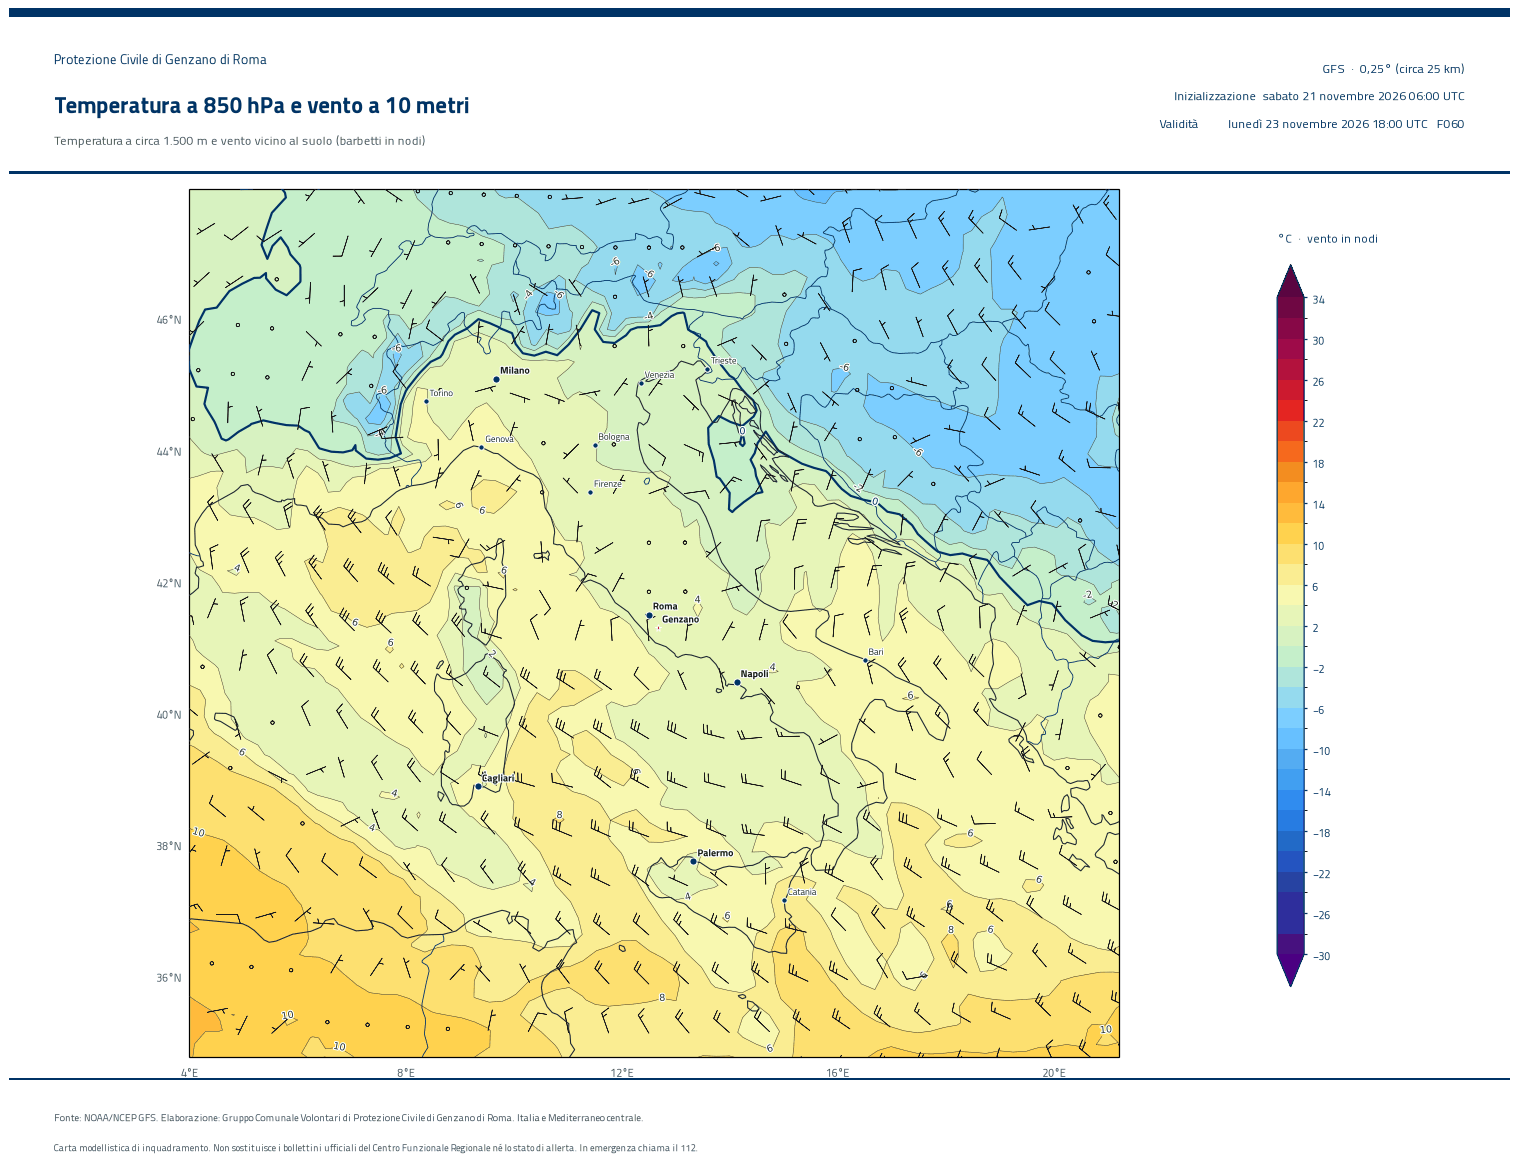 Protezione Civile di Genzano di Roma
Temperatura a 850 hPa e vento a 10 metri
Temperatura a circa 1.500 m e vento vicino al suolo (barbetti in nodi)
GFS · 0,25° (circa 25 km)
Inizializzazione sabato 21 novembre 2026 06:00 UTC
Validità lunedì 23 novembre 2026 18:00 UTC F060
°C · vento in nodi
34
30
26
22
18
14
10
6
2
−2
−6
−10
−14
−18
−22
−26
−30
46°N
44°N
42°N
40°N
38°N
36°N
4°E
8°E
12°E
16°E
20°E
Milano
Torino
Venezia
Trieste
Genova
Bologna
Firenze
Roma
Genzano
Napoli
Bari
Cagliari
Palermo
Catania
Fonte: NOAA/NCEP GFS. Elaborazione: Gruppo Comunale Volontari di Protezione Civile di Genzano di Roma. Italia e Mediterraneo centrale.
Carta modellistica di inquadramento. Non sostituisce i bollettini ufficiali del Centro Funzionale Regionale né lo stato di allerta. In emergenza chiama il 112.